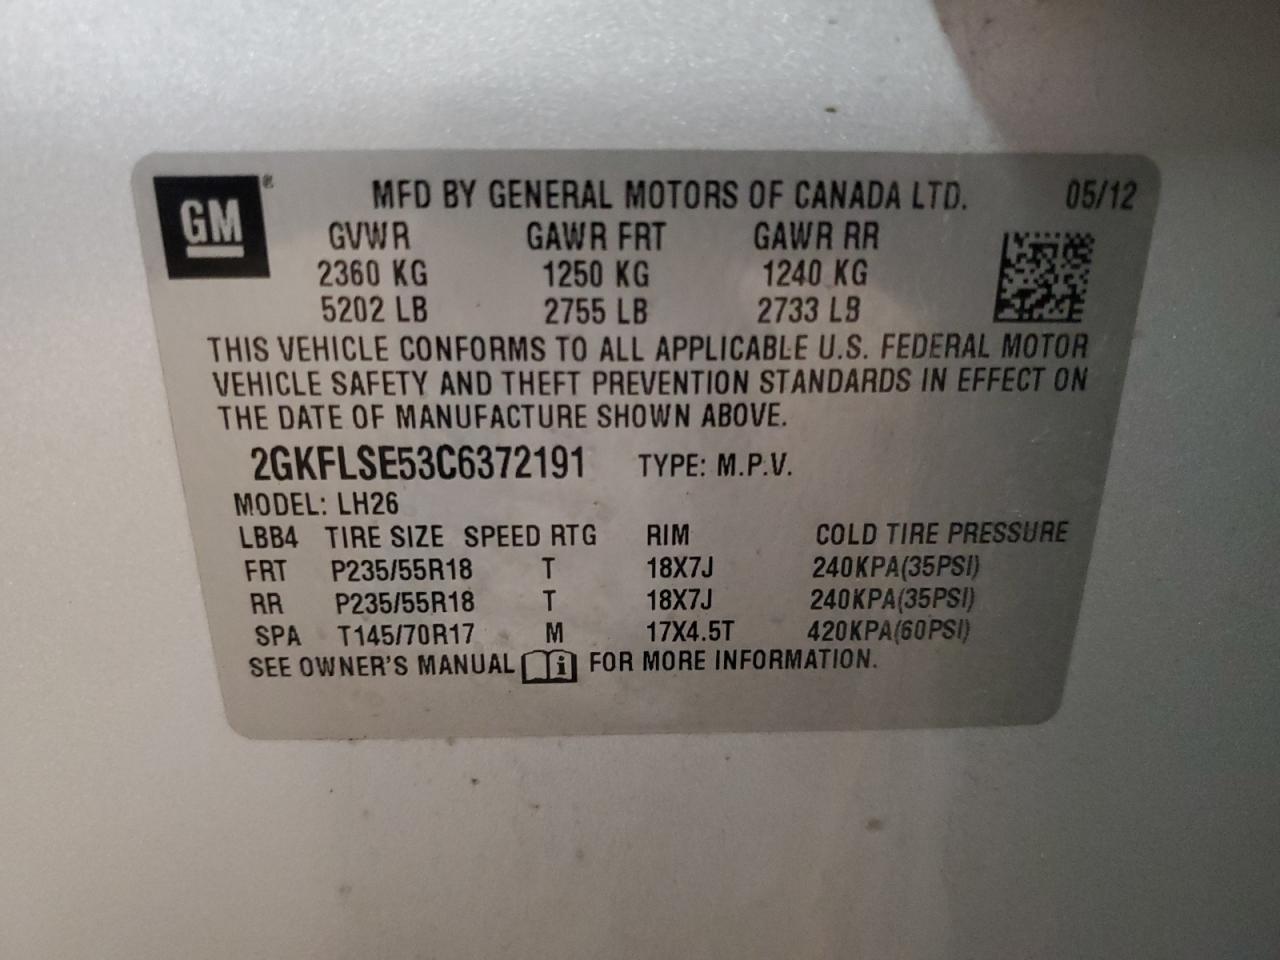 GM ® MFD BY GENERAL MOTORS OF CANADA LTD. 05/12
GVWR GAWR FRT GAWR RR
2360 KG 1250 KG 1240 KG
5202 LB 2755 LB 2733 LB
THIS VEHICLE CONFORMS TO ALL APPLICABLE U.S. FEDERAL MOTOR
VEHICLE SAFETY AND THEFT PREVENTION STANDARDS IN EFFECT ON
THE DATE OF MANUFACTURE SHOWN ABOVE.
2GKFLSE53C6372191 TYPE: M.P.V.
MODEL: LH26
LBB4 TIRE SIZE SPEED RTG RIM COLD TIRE PRESSURE
FRT P235/55R18 T 18X7J 240KPA(35PSI)
RR P235/55R18 T 18X7J 240KPA(35PSI)
SPA T145/70R17 M 17X4.5T 420KPA(60PSI)
SEE OWNER'S MANUAL i FOR MORE INFORMATION.